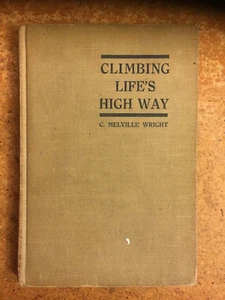 CLIMBING
LIFE'S
HIGH WAY
C. MELVILLE WRIGHT